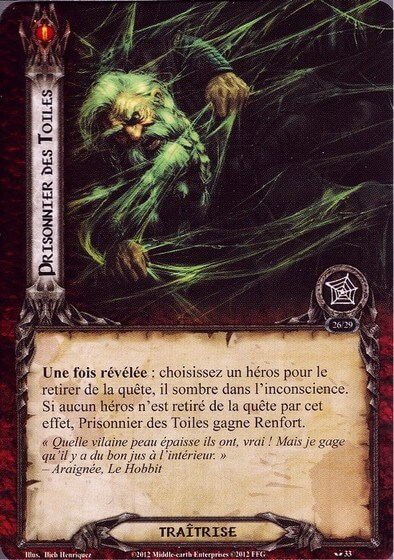 Prisonnier des Toiles
26/29
Une fois révélée : choisissez un héros pour le
retirer de la quête, il sombre dans l'inconscience.
Si aucun héros n'est retiré de la quête par cet
effet, Prisonnier des Toiles gagne Renfort.
« Quelle vilaine peau épaisse ils ont, vrai ! Mais je gage
qu'il y a du bon jus à l'intérieur. »
– Araignée, Le Hobbit
TRAÎTRISE
Illus. Ilich Henriquez ©2012 Middle-earth Enterprises ©2012 FFG 33